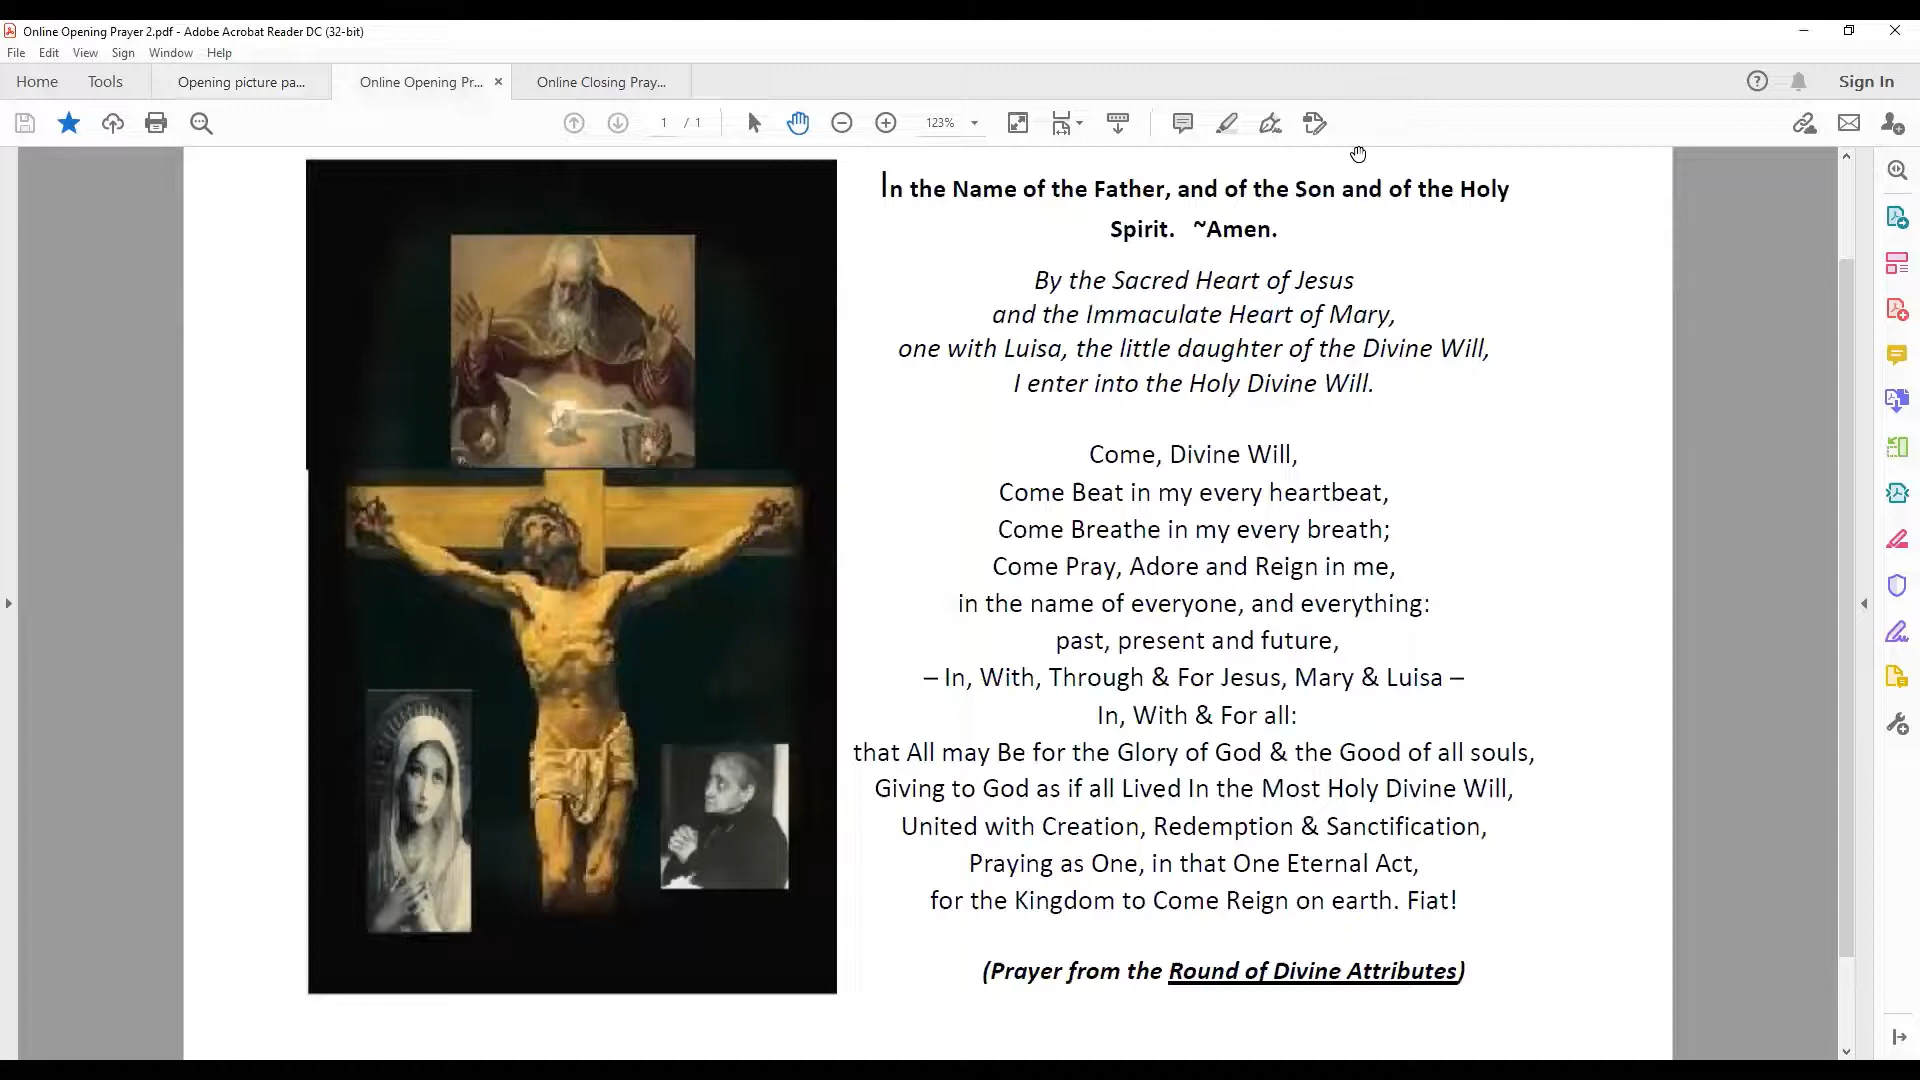 Online Opening Prayer 2.pdf - Adobe Acrobat Reader DC (32-bit)
File Edit View Sign Window Help
Home Tools Opening picture pa... Online Opening Pr... × Online Closing Pray... Sign In
1 / 1 123%
In the Name of the Father, and of the Son and of the Holy
Spirit. ~Amen.
By the Sacred Heart of Jesus
and the Immaculate Heart of Mary,
one with Luisa, the little daughter of the Divine Will,
I enter into the Holy Divine Will.
Come, Divine Will,
Come Beat in my every heartbeat,
Come Breathe in my every breath;
Come Pray, Adore and Reign in me,
in the name of everyone, and everything:
past, present and future,
– In, With, Through & For Jesus, Mary & Luisa –
In, With & For all:
that All may Be for the Glory of God & the Good of all souls,
Giving to God as if all Lived In the Most Holy Divine Will,
United with Creation, Redemption & Sanctification,
Praying as One, in that One Eternal Act,
for the Kingdom to Come Reign on earth. Fiat!
(Prayer from the Round of Divine Attributes)